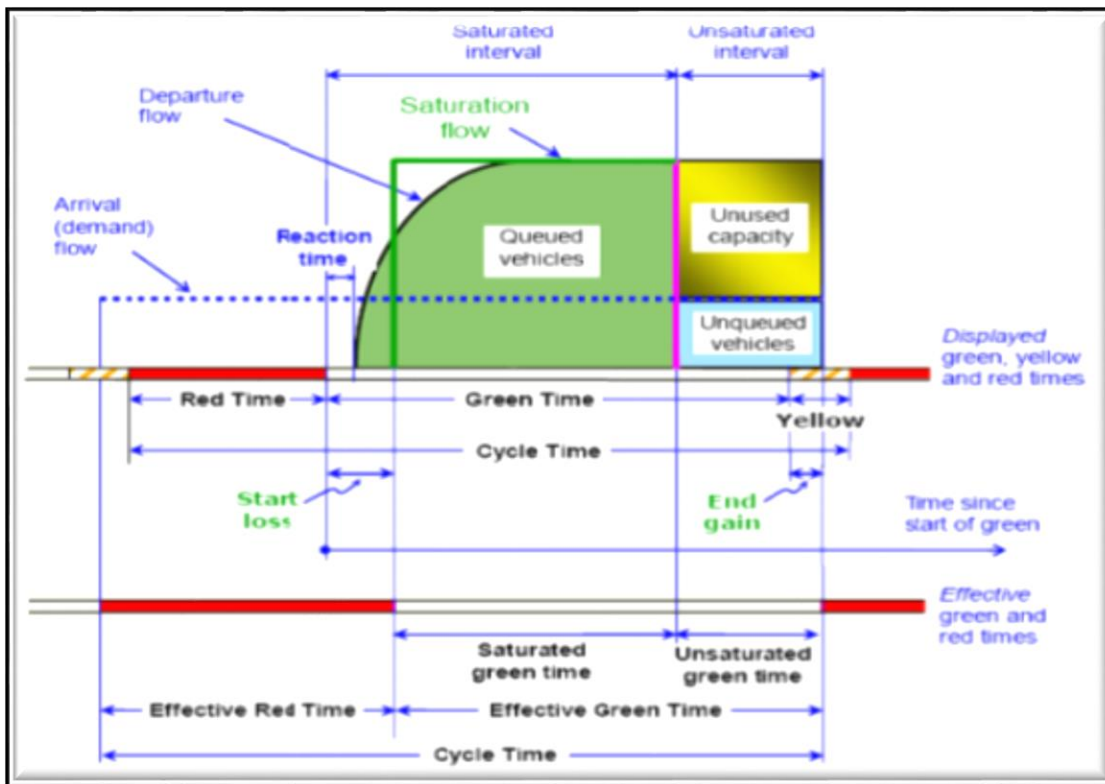 Saturated
interval
Unsaturated
interval
Departure
flow
Saturation
flow
Arrival
(demand)
flow
Reaction
time
Queued
vehicles
Unused
capacity
Unqueued
vehicles
Displayed
green, yellow
and red times
Red Time
Green Time
Yellow
Cycle Time
Start
loss
End
gain
Time since
start of green
Effective
green and
red times
Saturated
green time
Unsaturated
green time
Effective Red Time
Effective Green Time
Cycle Time